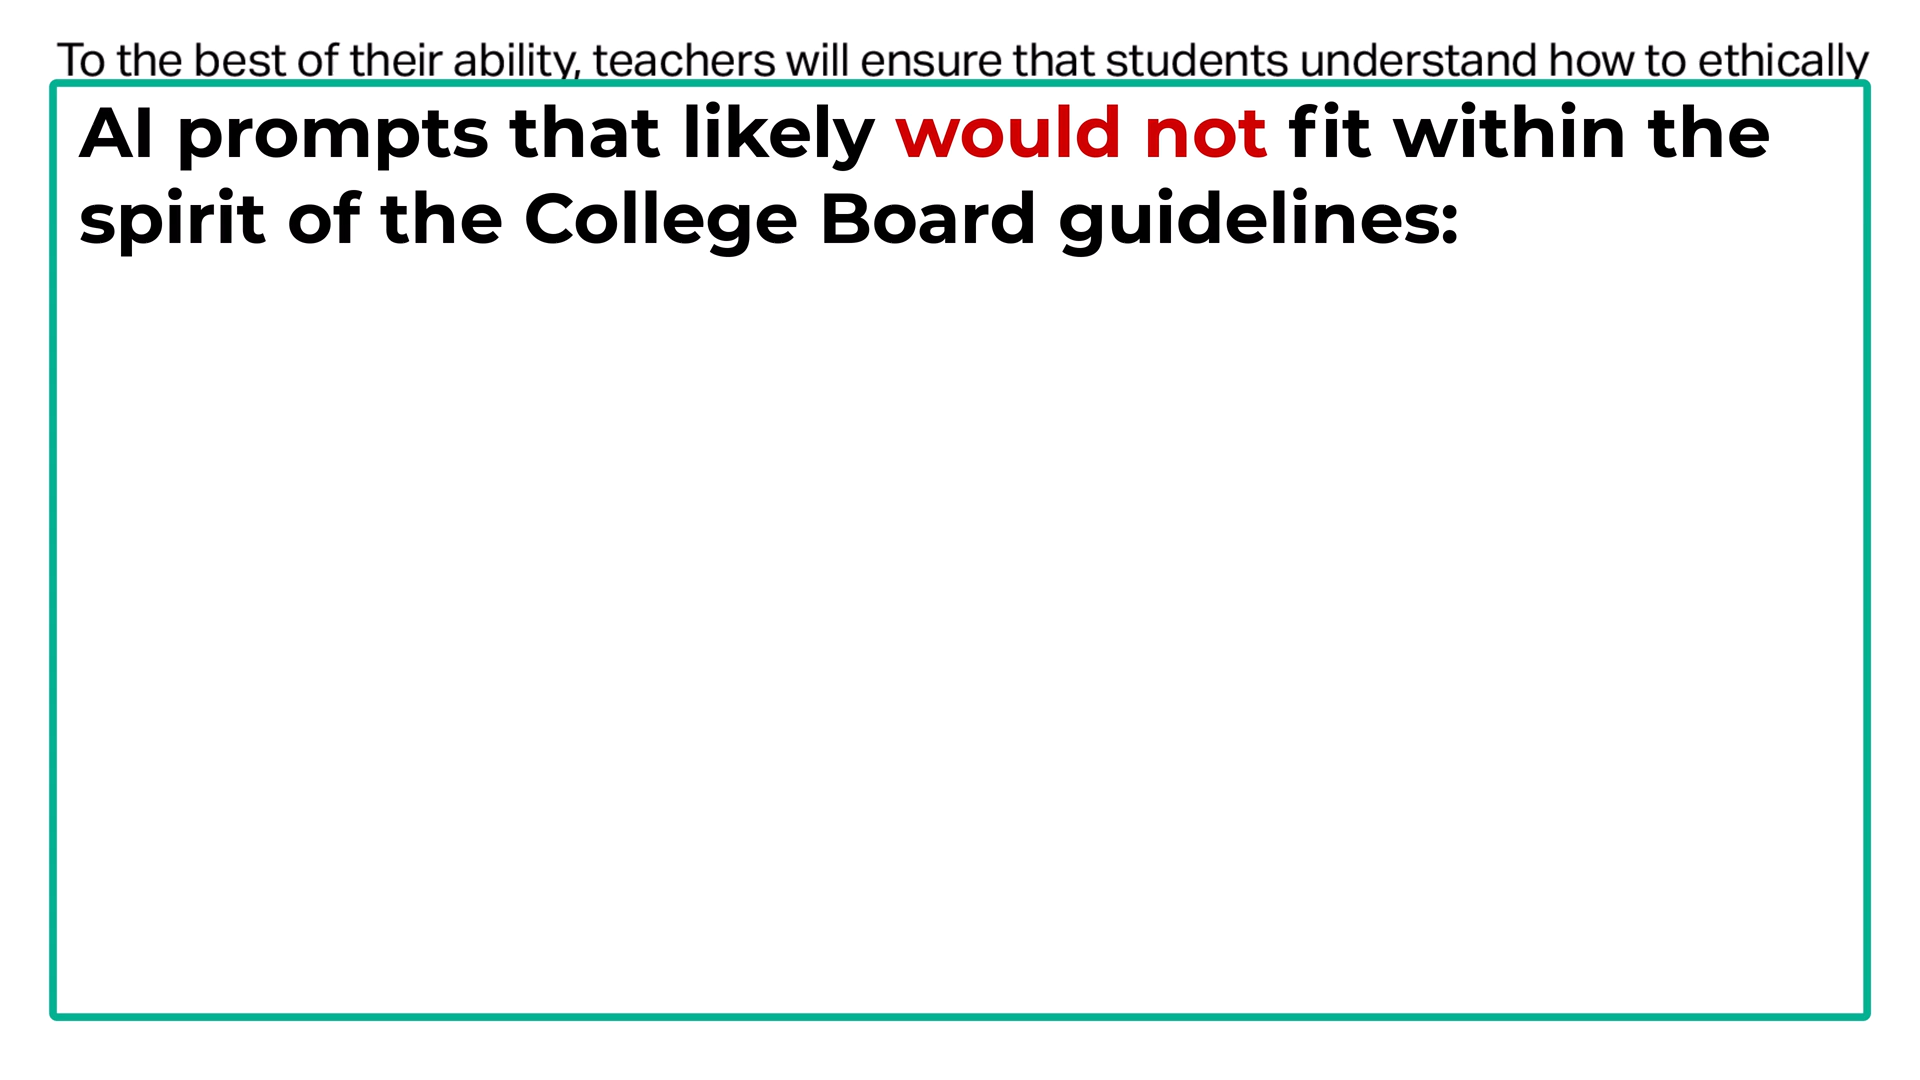 To the best of their ability, teachers will ensure that students understand how to ethically
AI prompts that likely would not fit within the
spirit of the College Board guidelines: